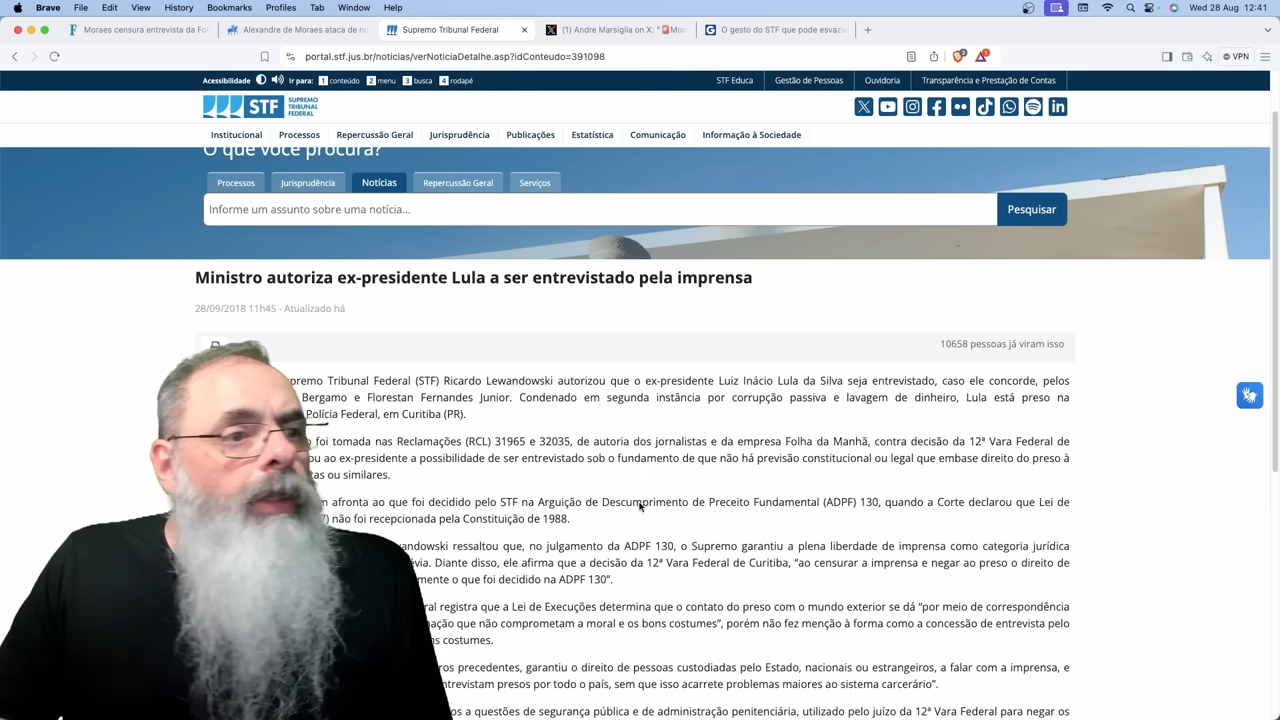 Brave File Edit View History Bookmarks Profiles Tab Window Help
Wed 28 Aug 12:41
Moraes censura entrevista da Fol
Alexandre de Moraes ataca de no
Supremo Tribunal Federal
(1) Andre Marsiglia on X: "Mora
O gesto do STF que pode esvazia
portal.stf.jus.br/noticias/verNoticiaDetalhe.asp?idConteudo=391098
VPN
Acessibilidade Ir para: 1 conteúdo 2 menu 3 busca 4 rodapé
STF Educa Gestão de Pessoas Ouvidoria Transparência e Prestação de Contas
STF SUPREMO TRIBUNAL FEDERAL
Institucional Processos Repercussão Geral Jurisprudência Publicações Estatística Comunicação Informação à Sociedade
O que você procura?
Processos Jurisprudência Notícias Repercussão Geral Serviços
Informe um assunto sobre uma notícia... Pesquisar
Ministro autoriza ex-presidente Lula a ser entrevistado pela imprensa
28/09/2018 11h45 - Atualizado há
10658 pessoas já viram isso
premo Tribunal Federal (STF) Ricardo Lewandowski autorizou que o ex-presidente Luiz Inácio Lula da Silva seja entrevistado, caso ele concorde, pelos
Bergamo e Florestan Fernandes Junior. Condenado em segunda instância por corrupção passiva e lavagem de dinheiro, Lula está preso na
Polícia Federal, em Curitiba (PR).
foi tomada nas Reclamações (RCL) 31965 e 32035, de autoria dos jornalistas e da empresa Folha da Manhã, contra decisão da 12ª Vara Federal de
ou ao ex-presidente a possibilidade de ser entrevistado sob o fundamento de que não há previsão constitucional ou legal que embase direito do preso à
tas ou similares.
m afronta ao que foi decidido pelo STF na Arguição de Descumprimento de Preceito Fundamental (ADPF) 130, quando a Corte declarou que Lei de
7) não foi recepcionada pela Constituição de 1988.
wandowski ressaltou que, no julgamento da ADPF 130, o Supremo garantiu a plena liberdade de imprensa como categoria jurídica
évia. Diante disso, ele afirma que a decisão da 12ª Vara Federal de Curitiba, “ao censurar a imprensa e negar ao preso o direito de
mente o que foi decidido na ADPF 130”.
ral registra que a Lei de Execuções determina que o contato do preso com o mundo exterior se dá “por meio de correspondência
mação que não comprometam a moral e os bons costumes”, porém não fez menção à forma como a concessão de entrevista pelo
ns costumes.
ros precedentes, garantiu o direito de pessoas custodiadas pelo Estado, nacionais ou estrangeiros, a falar com a imprensa, e
ntrevistam presos por todo o país, sem que isso acarrete problemas maiores ao sistema carcerário”.
os a questões de segurança pública e de administração penitenciária, utilizado pelo juízo da 12ª Vara Federal para negar os